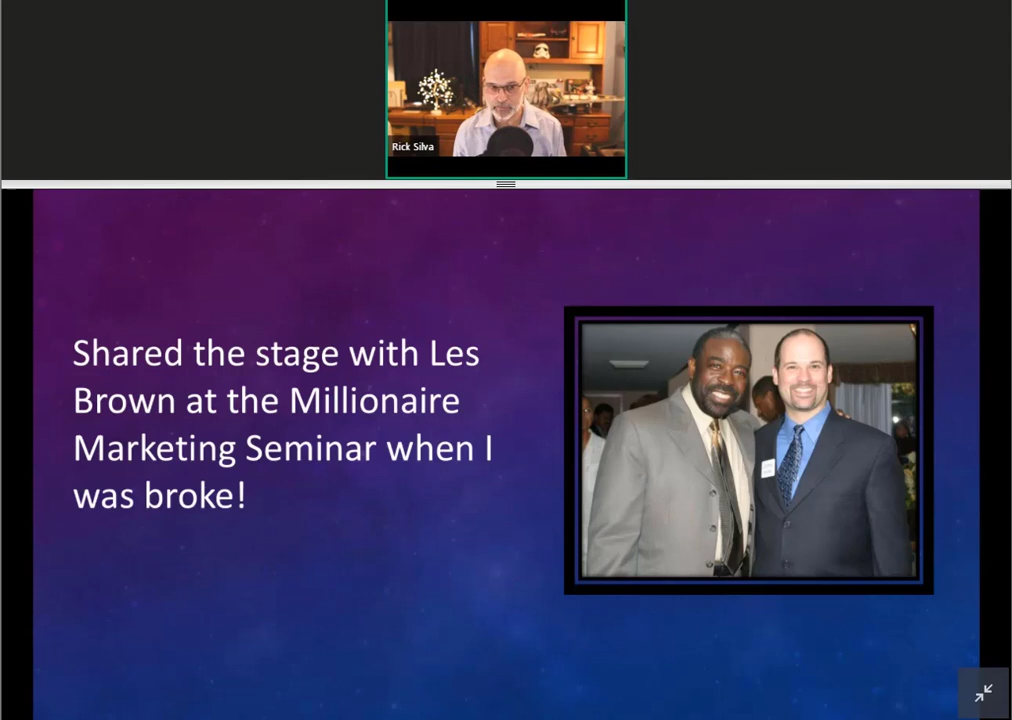 Rick Silva
Shared the stage with Les
Brown at the Millionaire
Marketing Seminar when I
was broke!